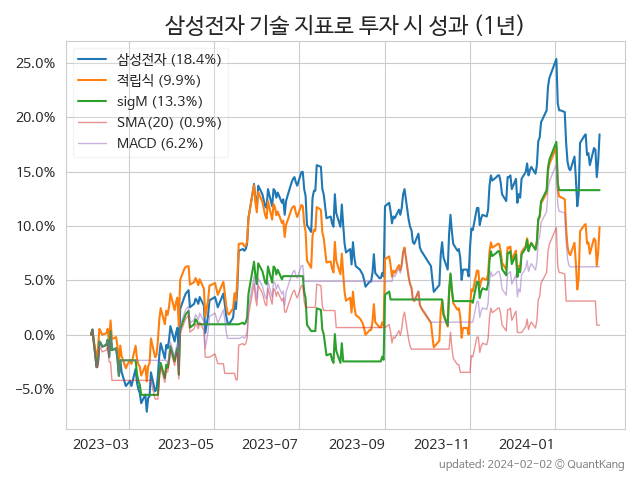 삼성전자 기술 지표로 투자 시 성과 (1년)
25.0%
20.0%
15.0%
10.0%
5.0%
0.0%
−5.0%
삼성전자 (18.4%)
적립식 (9.9%)
sigM (13.3%)
SMA(20) (0.9%)
MACD (6.2%)
2023-03 2023-05 2023-07 2023-09 2023-11 2024-01
updated: 2024-02-02 © QuantKang